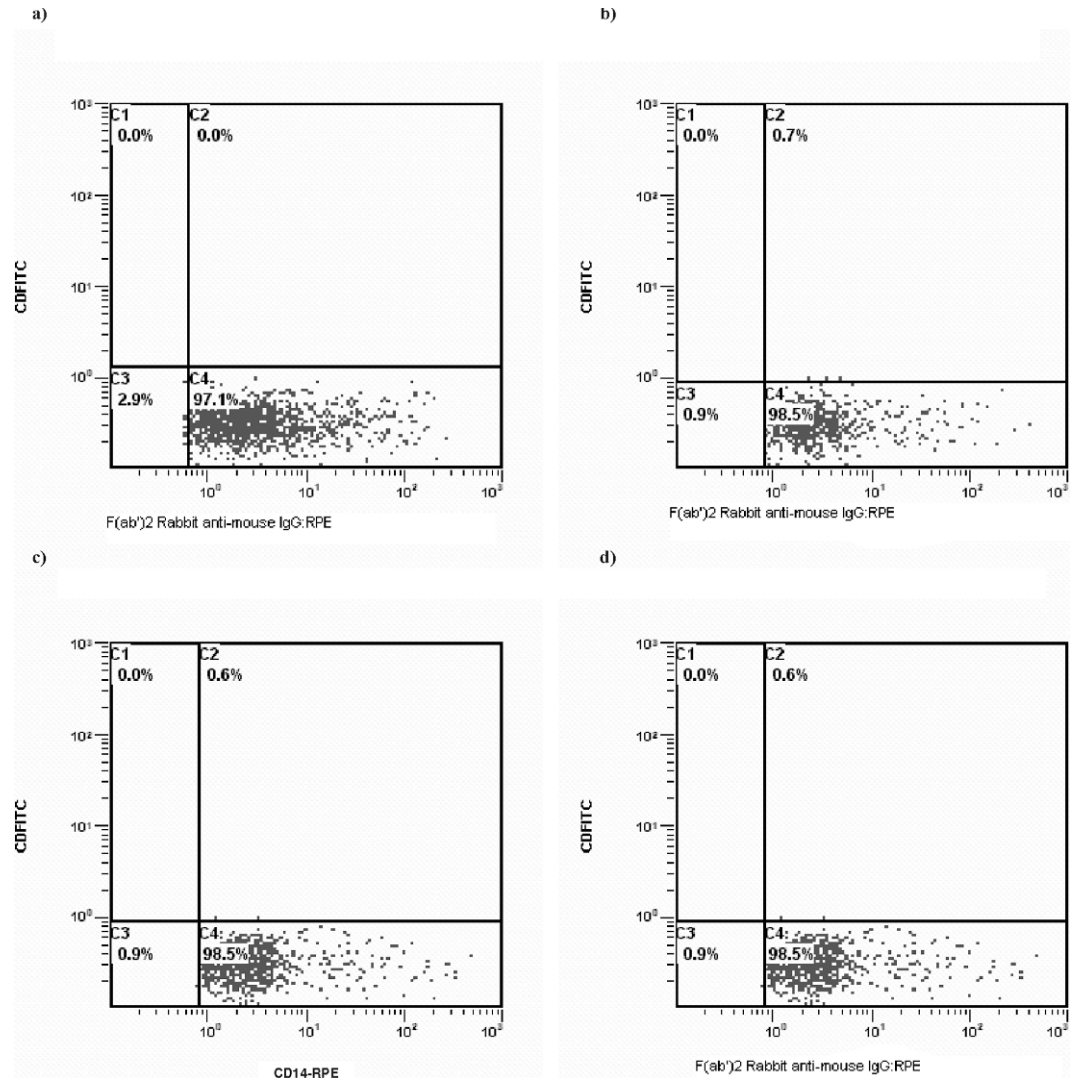 a)
C1
0.0%
C2
0.0%
C3
2.9%
C4
97.1%
10³
10²
10¹
10⁰
CDFITC
10⁰ 10¹ 10² 10³
F(ab')2 Rabbit anti-mouse IgG:RPE
b)
C1
0.0%
C2
0.7%
C3
0.9%
C4
98.5%
10³
10²
10¹
10⁰
CDFITC
10⁰ 10¹ 10² 10³
F(ab')2 Rabbit anti-mouse IgG:RPE
c)
C1
0.0%
C2
0.6%
C3
0.9%
C4
98.5%
10³
10²
10¹
10⁰
CDFITC
10⁰ 10¹ 10² 10³
CD14-RPE
d)
C1
0.0%
C2
0.6%
C3
0.9%
C4
98.5%
10³
10²
10¹
10⁰
CDFITC
10⁰ 10¹ 10² 10³
F(ab')2 Rabbit anti-mouse IgG:RPE